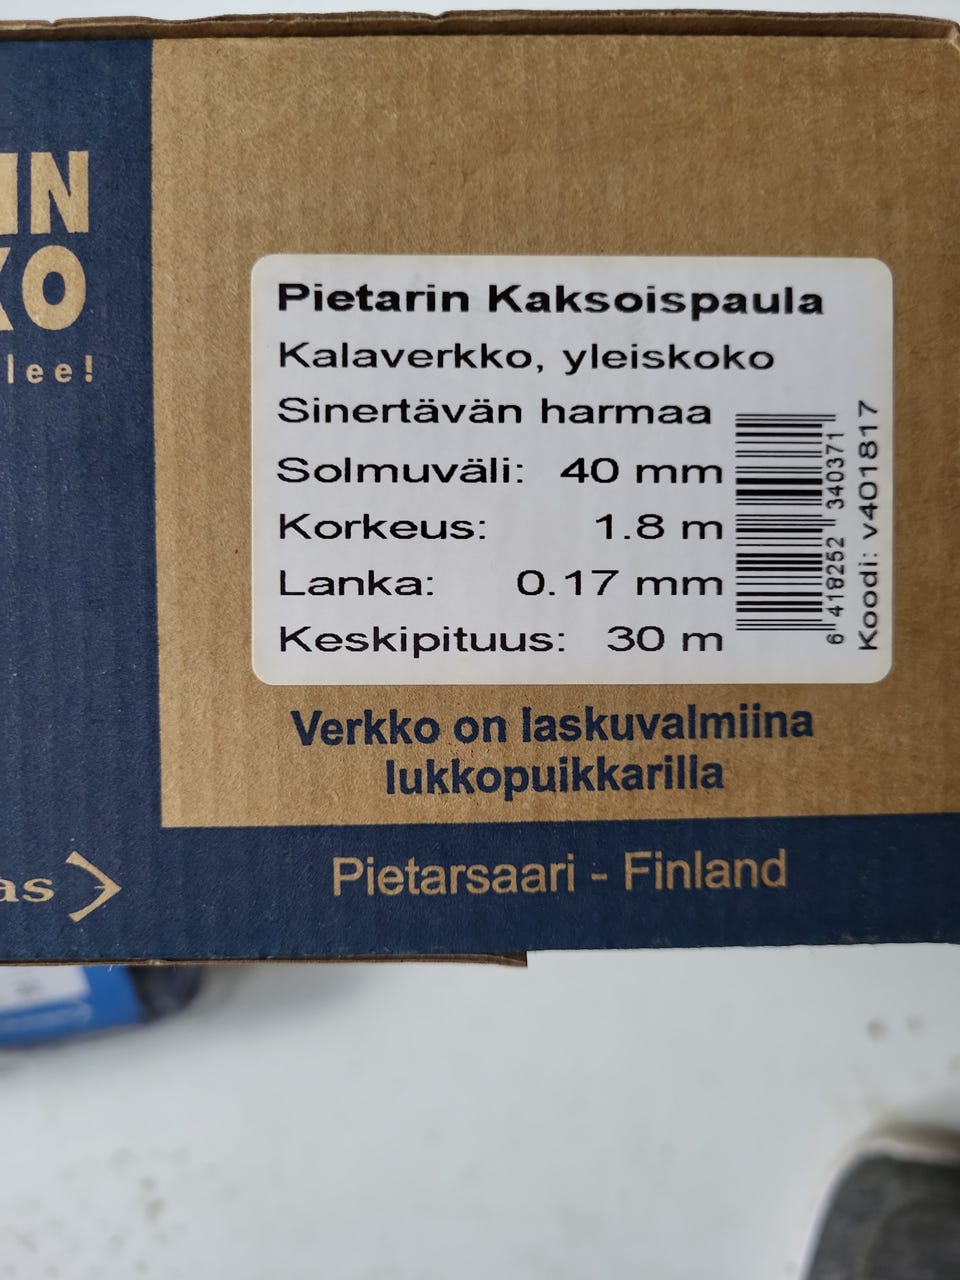 IN
KO
lee!
Pietarin Kaksoispaula
Kalaverkko, yleiskoko
Sinertävän harmaa
Solmuväli: 40 mm
Korkeus: 1.8 m
Lanka: 0.17 mm
Keskipituus: 30 m
6 418252 340371
Koodi: v401817
Verkko on laskuvalmiina
lukkopuikkarilla
as
Pietarsaari - Finland